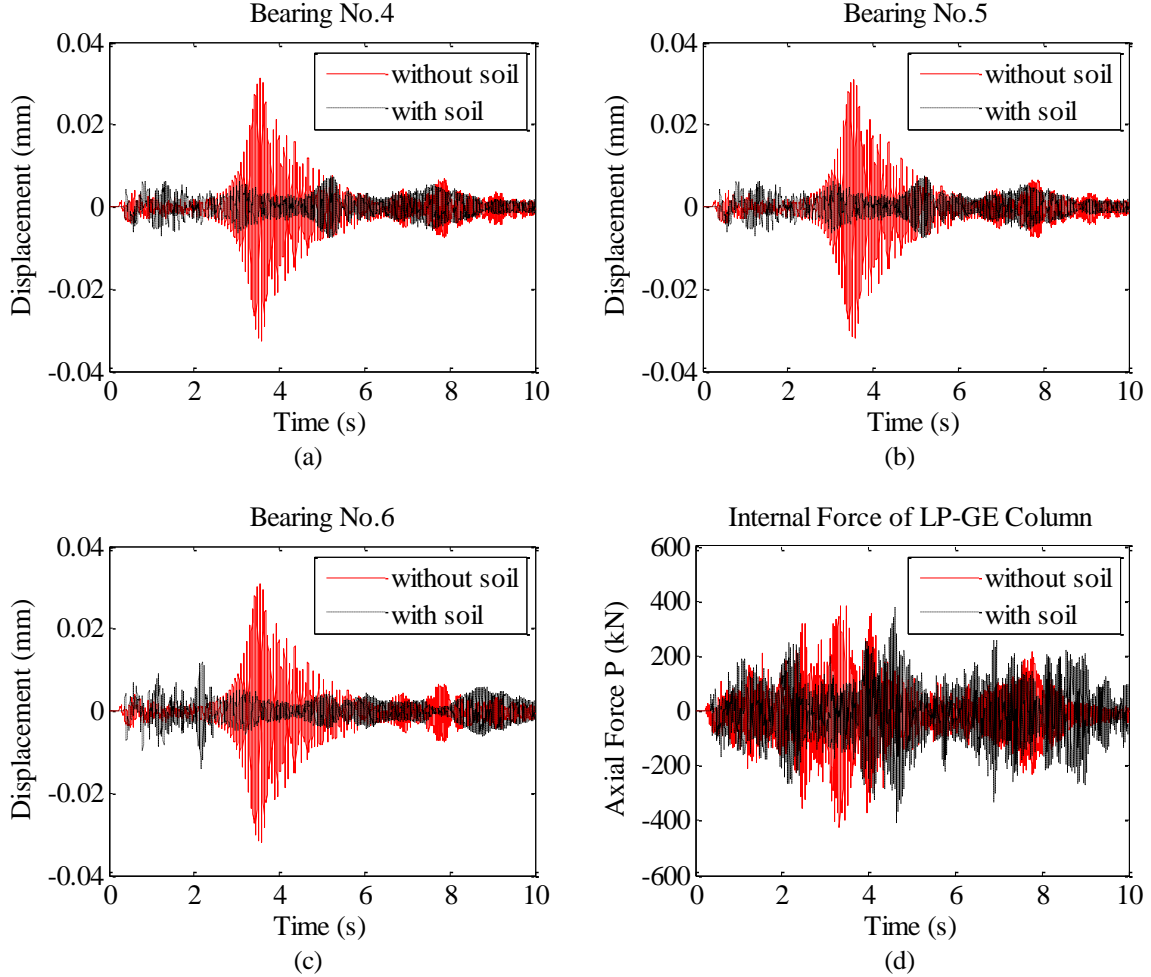 Bearing No.4
0.04
0.02
0
-0.02
-0.04
Displacement (mm)
without soil
with soil
0 2 4 6 8 10
Time (s)
(a)
Bearing No.5
0.04
0.02
0
-0.02
-0.04
Displacement (mm)
without soil
with soil
0 2 4 6 8 10
Time (s)
(b)
Bearing No.6
0.04
0.02
0
-0.02
-0.04
Displacement (mm)
without soil
with soil
0 2 4 6 8 10
Time (s)
(c)
Internal Force of LP-GE Column
600
400
200
0
-200
-400
-600
Axial Force P (kN)
without soil
with soil
0 2 4 6 8 10
Time (s)
(d)